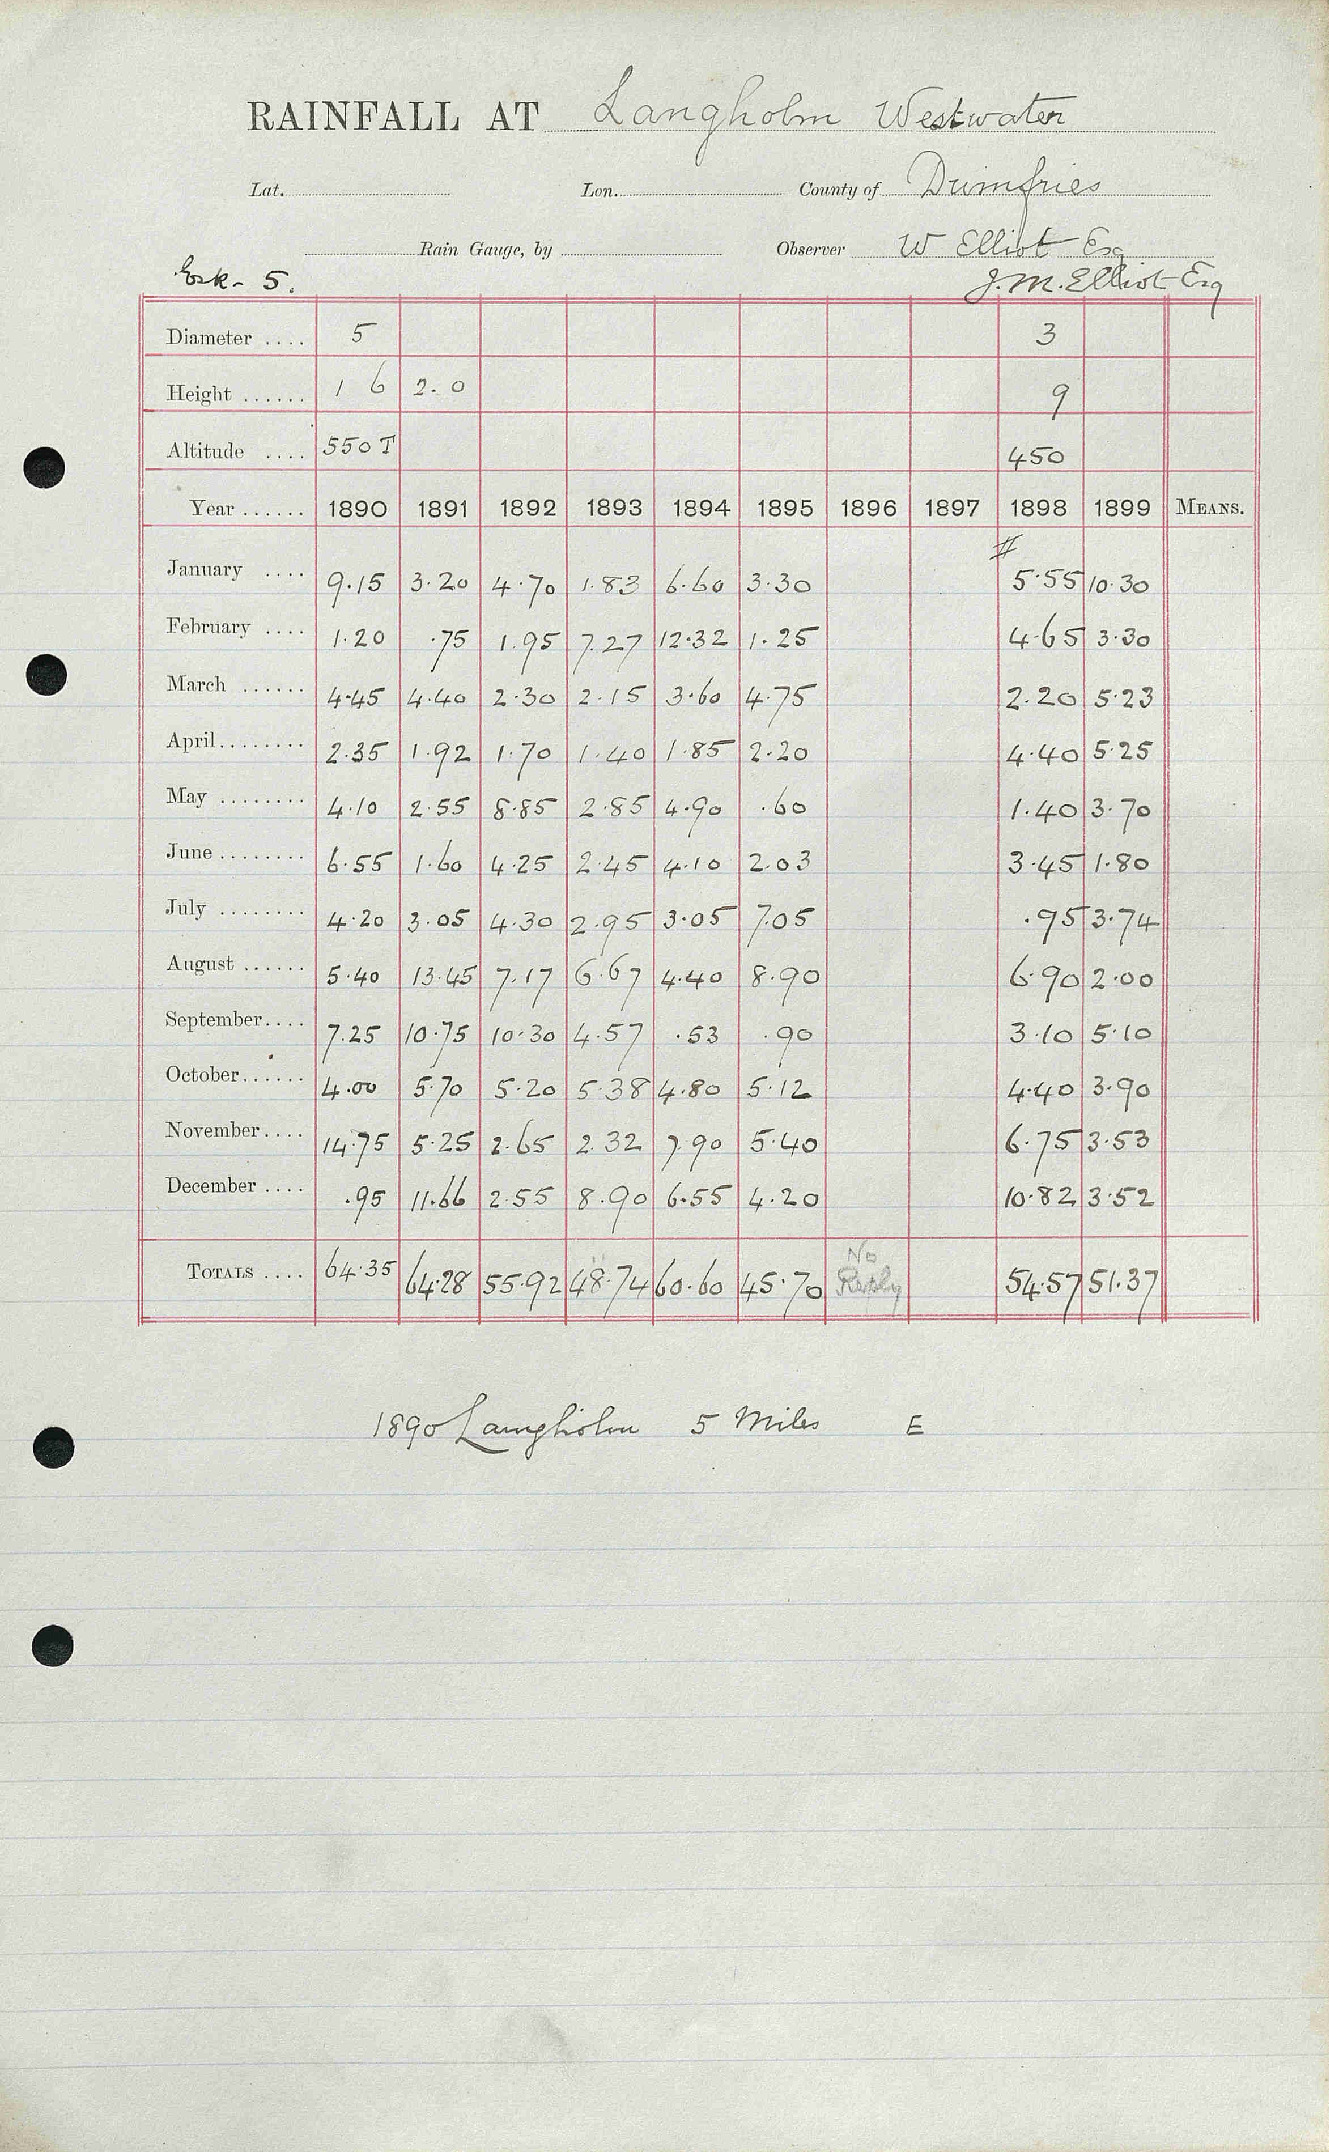 RAINFALL AT Langholm Westwater
Lat. Lon. County of Dumfries
Rain Gauge, by Observer W Elliot Esq
Esk - 5. J. M. Elliot Esq
Diameter .... 5 3
Height ...... 1 6 2. 0 9
Altitude .... 550 T 450
Year ...... 1890 1891 1892 1893 1894 1895 1896 1897 1898 1899 MEANS.
#
January .... 9.15 3.20 4.70 1.83 6.60 3.30 5.55 10.30
February .... 1.20 .75 1.95 7.27 12.32 1.25 4.65 3.30
March ...... 4.45 4.40 2.30 2.15 3.60 4.75 2.20 5.23
April........ 2.35 1.92 1.70 1.40 1.85 2.20 4.40 5.25
May ........ 4.10 2.55 8.85 2.85 4.90 .60 1.40 3.70
June ........ 6.55 1.60 4.25 2.45 4.10 2.03 3.45 1.80
July ........ 4.20 3.05 4.30 2.95 3.05 7.05 .95 3.74
August ...... 5.40 13.45 7.17 6.67 4.40 8.90 6.90 2.00
September.... 7.25 10.75 10.30 4.57 .53 .90 3.10 5.10
October...... 4.00 5.70 5.20 5.38 4.80 5.12 4.40 3.90
November.... 14.75 5.25 2.65 2.32 7.90 5.40 6.75 3.53
December .... .95 11.66 2.55 8.90 6.55 4.20 10.82 3.52
TOTALS .... 64.35 64.28 55.92 48.74 60.60 45.70 No Reply 54.57 51.37
1890 Langholm 5 Miles E